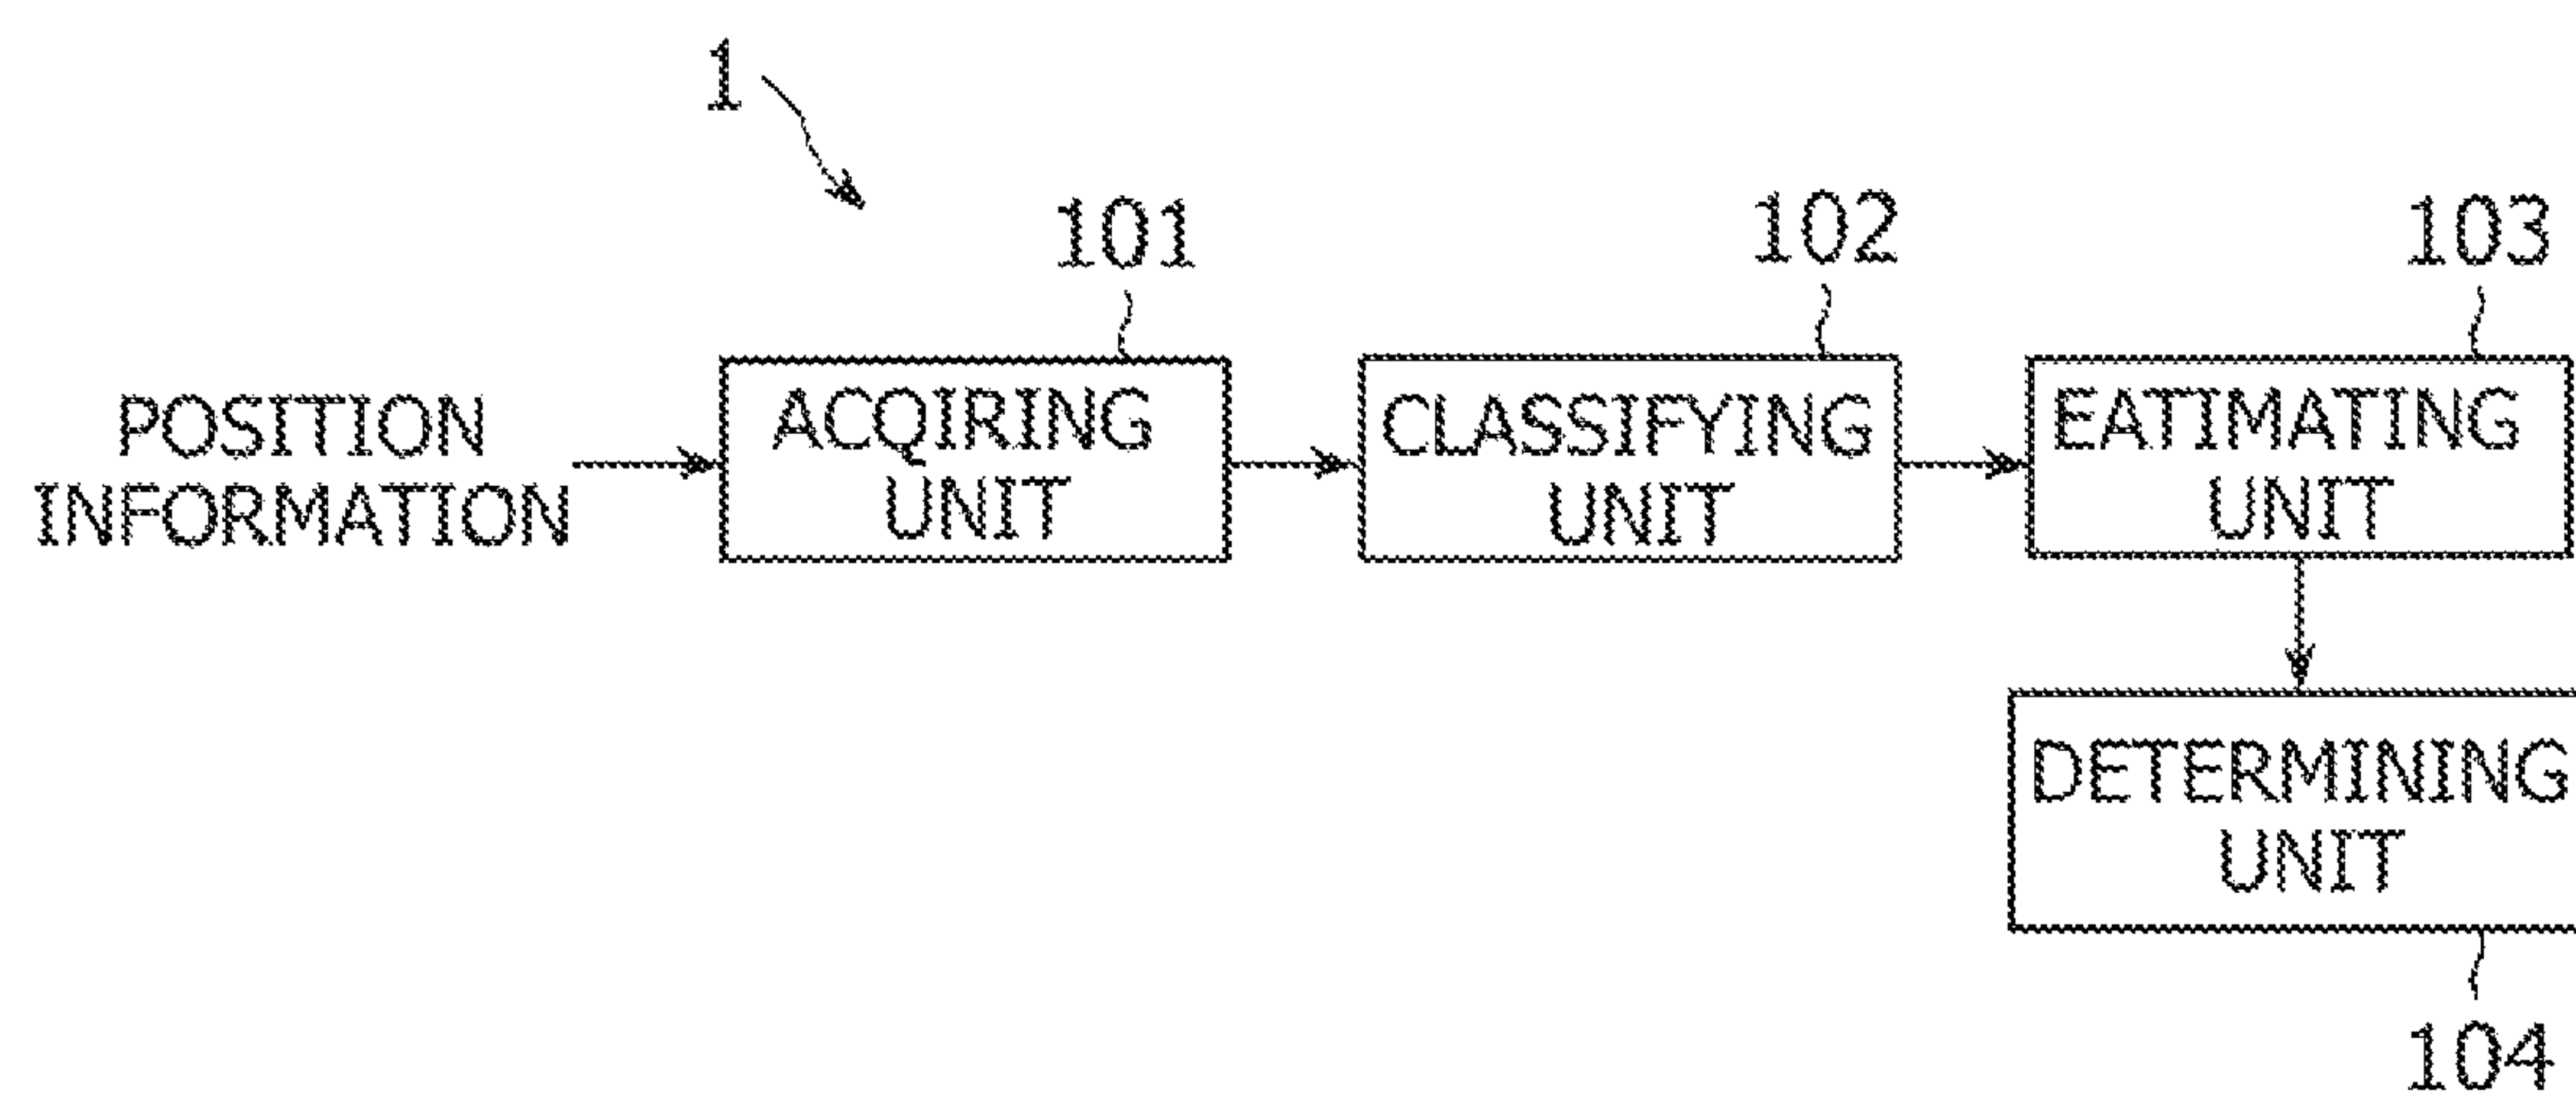 1
101
102
103
POSITION
INFORMATION
ACQIRING
UNIT
CLASSIFYING
UNIT
EATIMATING
UNIT
DETERMINING
UNIT
104